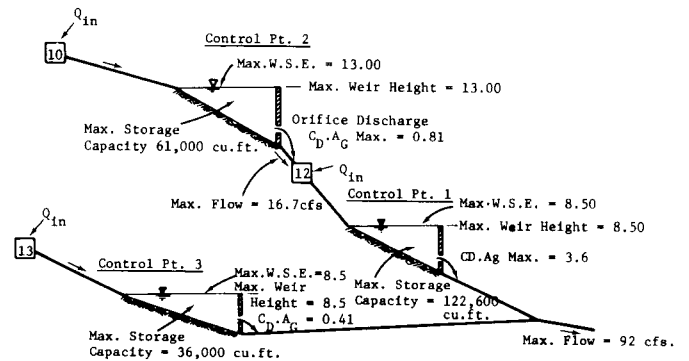 Q_in
10
Control Pt. 2
Max.W.S.E. = 13.00
Max. Weir Height = 13.00
Orifice Discharge
C_D.A_G Max. = 0.81
Max. Storage
Capacity 61,000 cu.ft.
12
Q_in
Max. Flow = 16.7cfs
Control Pt. 1
Max.W.S.E. = 8.50
Max. Weir Height = 8.50
CD.Ag Max. = 3.6
Max. Storage
Capacity = 122,600
cu.ft.
Q_in
13
Control Pt. 3
Max.W.S.E.=8.5
Max. Weir
Height = 8.5
C_D.A_G = 0.41
Max. Storage
Capacity = 36,000 cu.ft.
Max. Flow = 92 cfs.